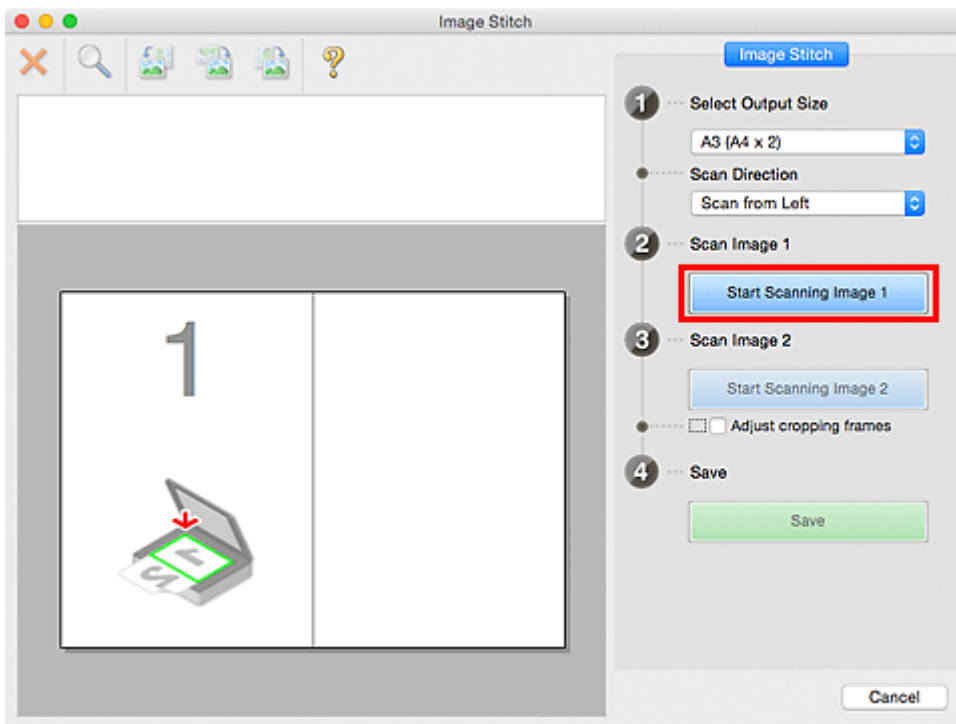 Image Stitch
Image Stitch
1 Select Output Size
A3 (A4 x 2)
Scan Direction
Scan from Left
2 Scan Image 1
Start Scanning Image 1
3 Scan Image 2
Start Scanning Image 2
Adjust cropping frames
4 Save
Save
Cancel
1
1
2